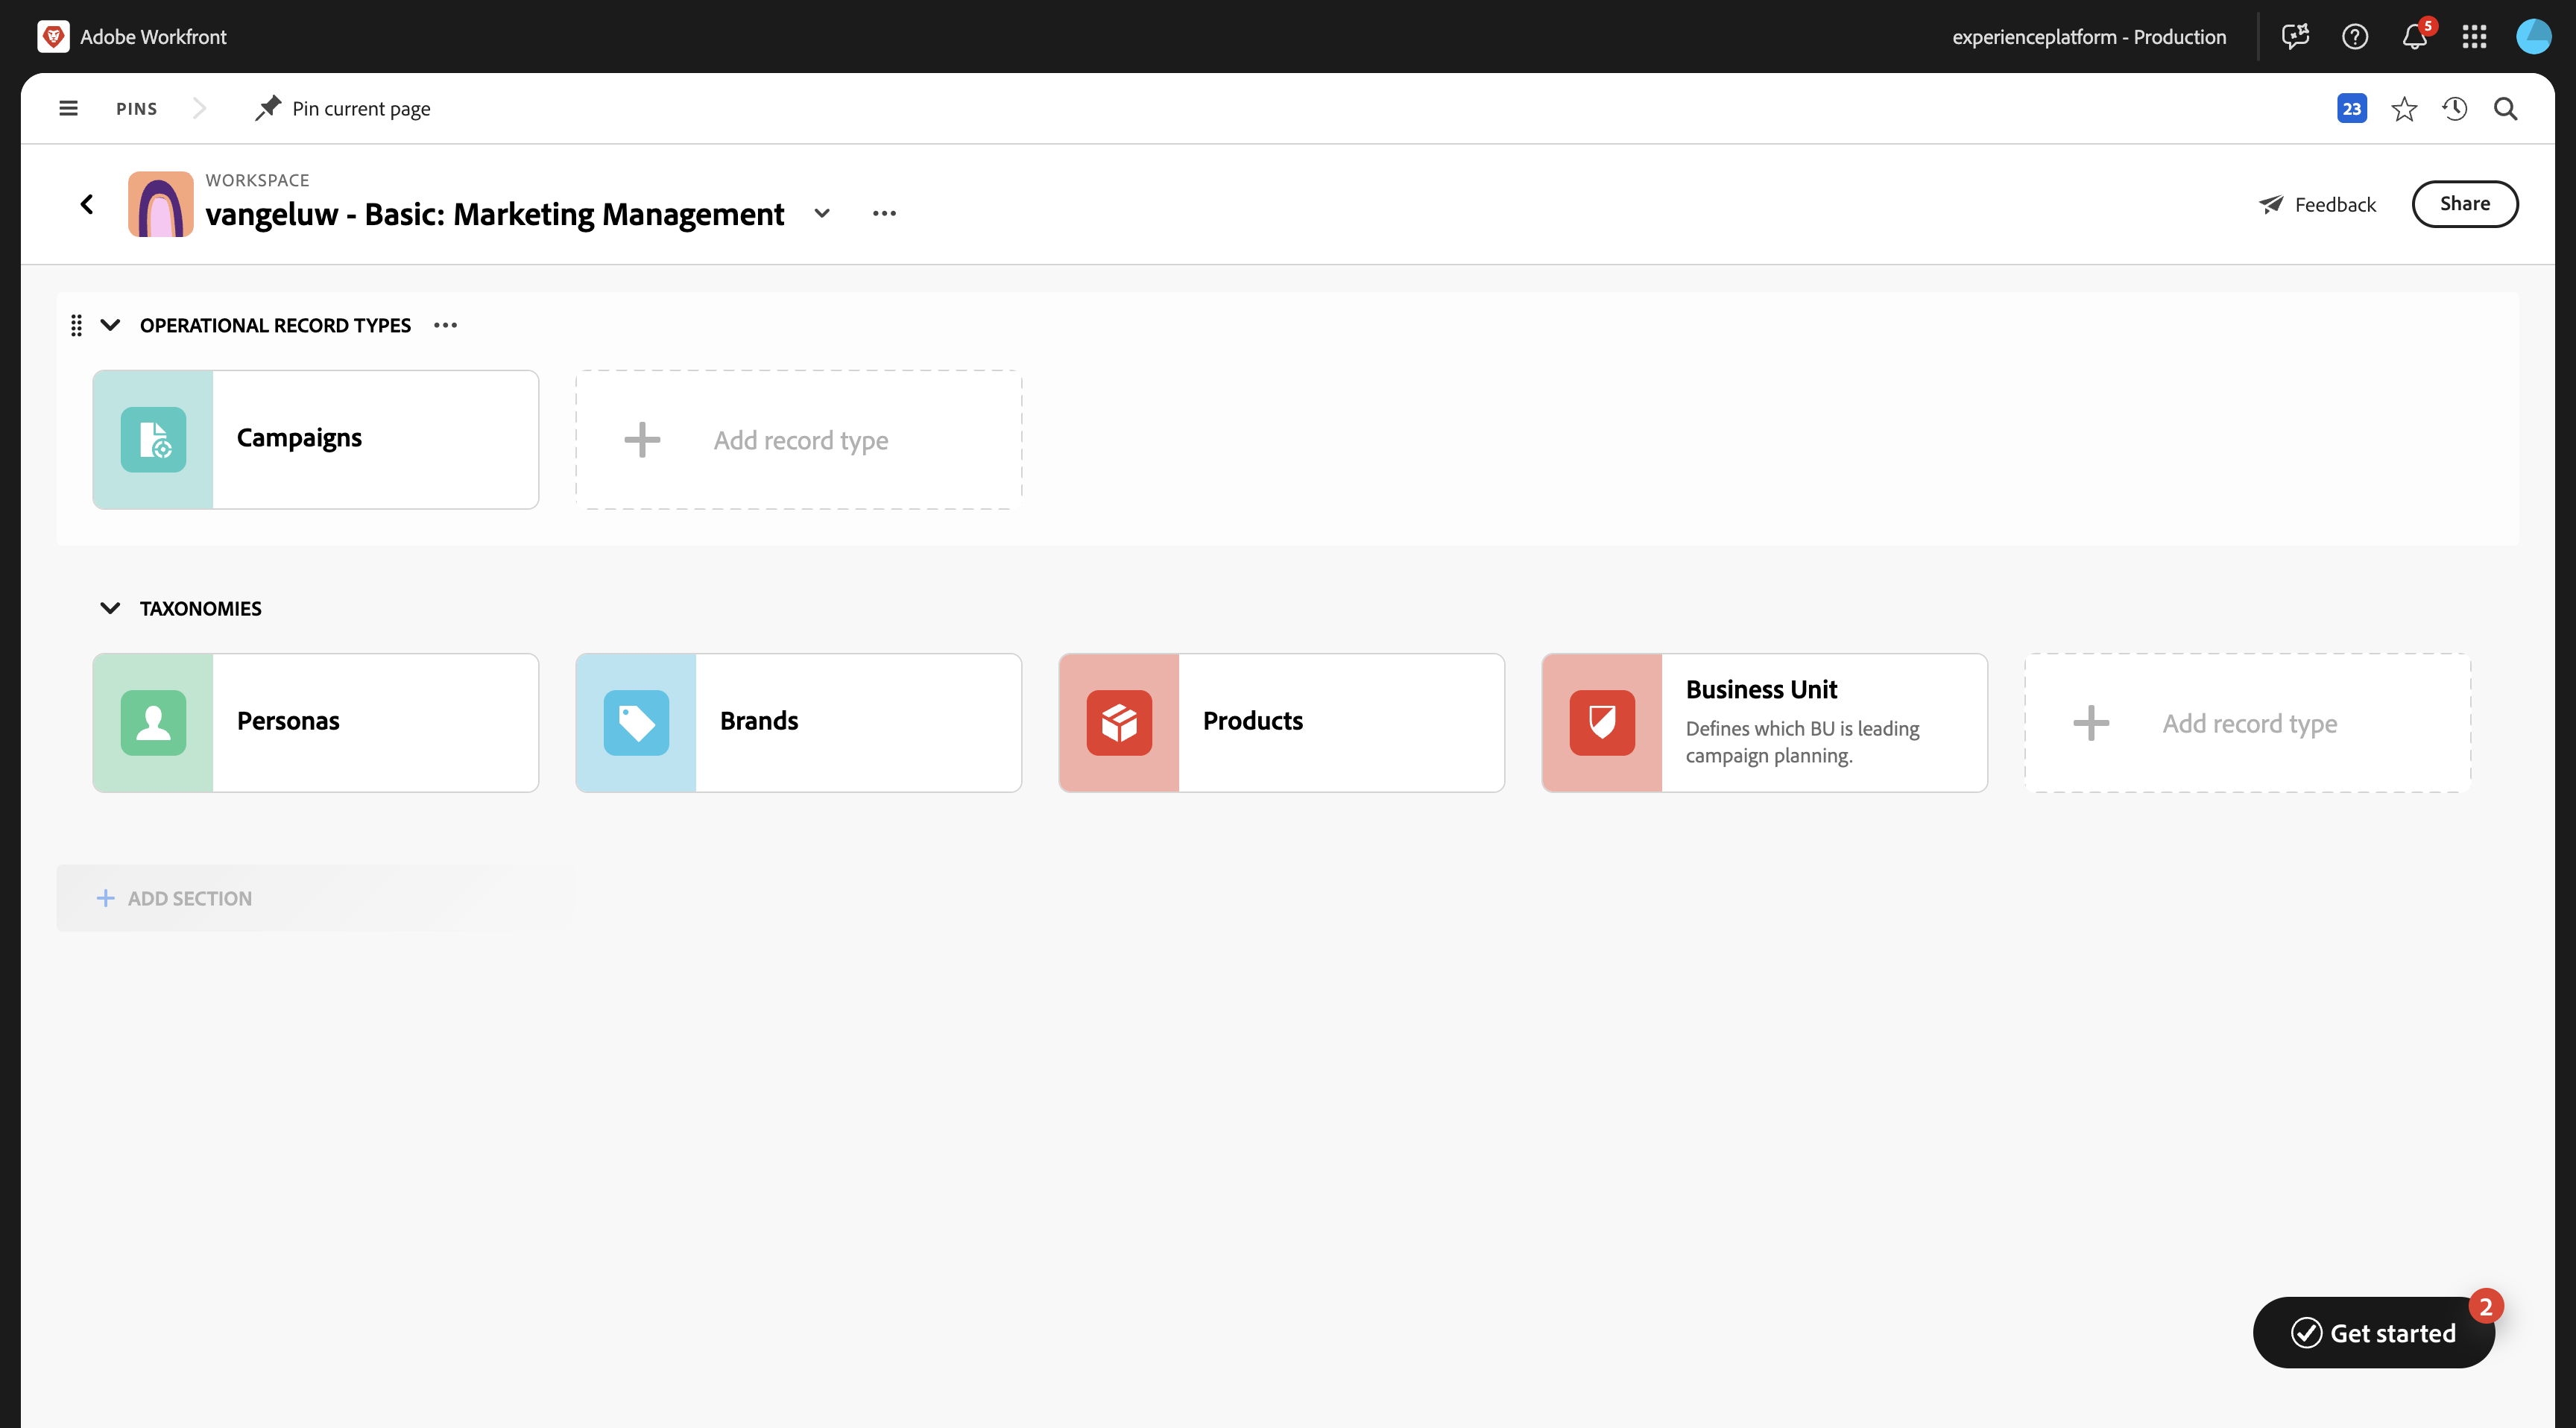 Adobe Workfront
experienceplatform - Production
5
PINS
Pin current page
23
WORKSPACE
vangeluw - Basic: Marketing Management
Feedback
Share
OPERATIONAL RECORD TYPES
Campaigns
Add record type
TAXONOMIES
Personas
Brands
Products
Business Unit
Defines which BU is leading
campaign planning.
Add record type
ADD SECTION
2
Get started